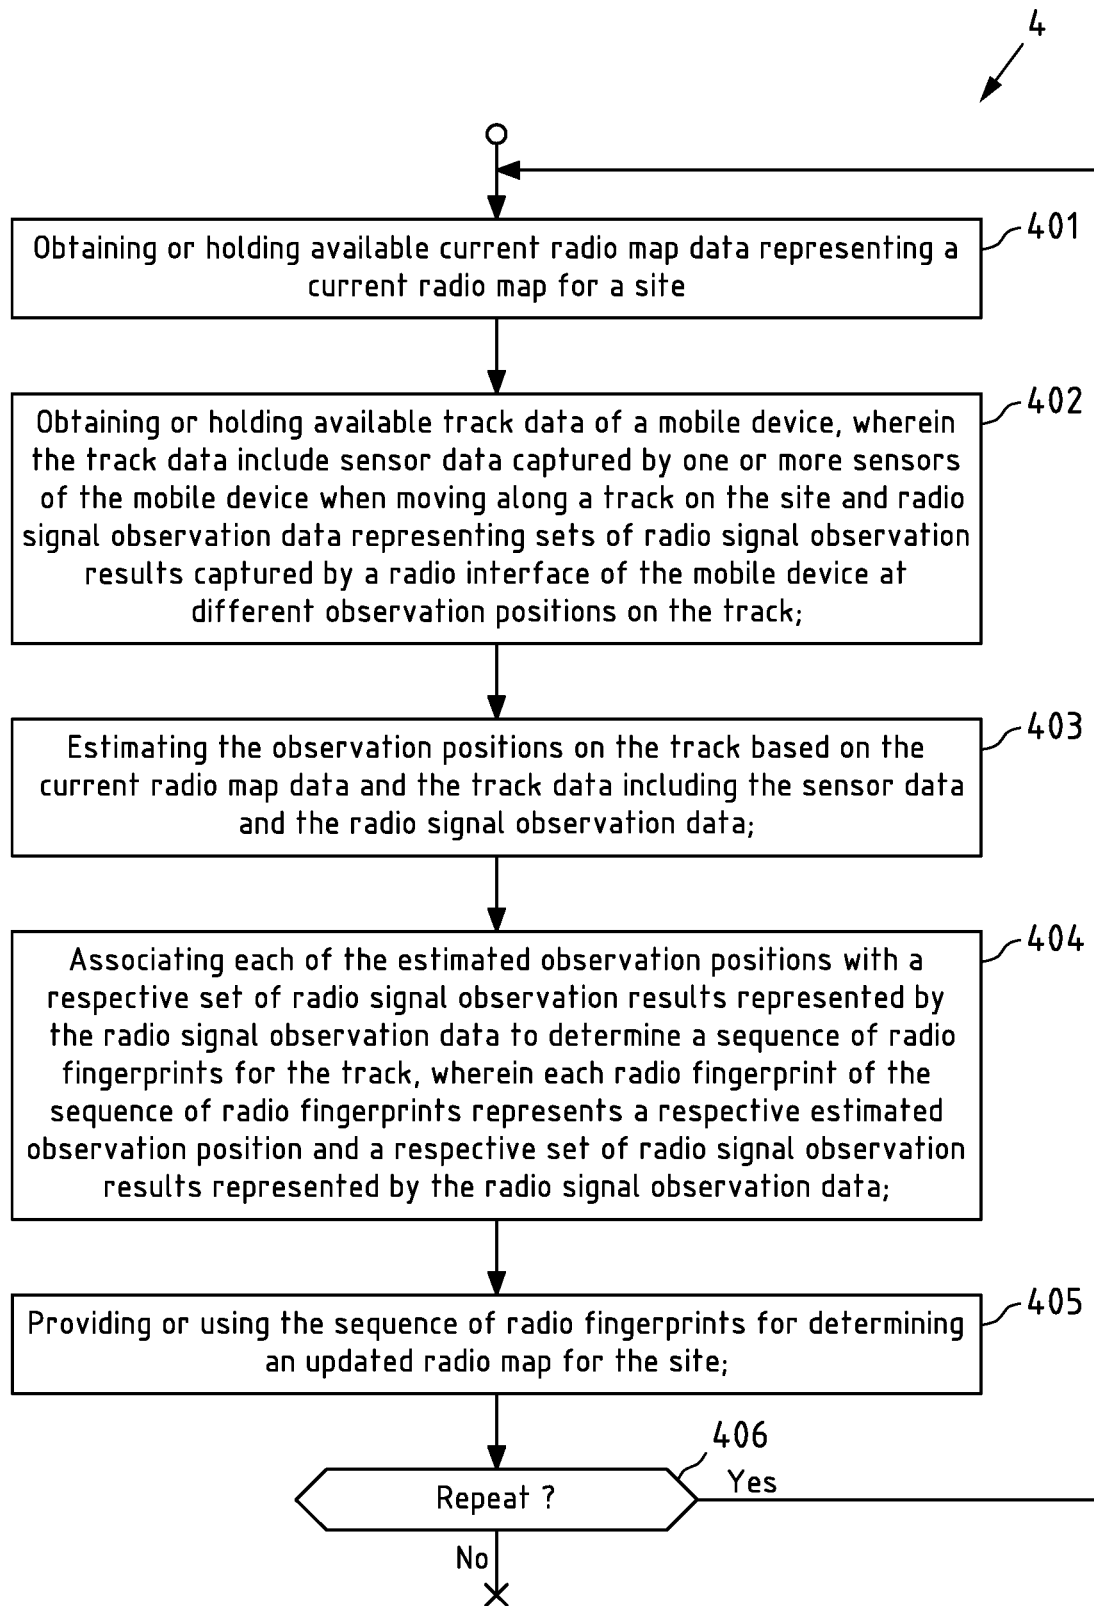 4
401
Obtaining or holding available current radio map data representing a
current radio map for a site
402
Obtaining or holding available track data of a mobile device, wherein
the track data include sensor data captured by one or more sensors
of the mobile device when moving along a track on the site and radio
signal observation data representing sets of radio signal observation
results captured by a radio interface of the mobile device at
different observation positions on the track;
403
Estimating the observation positions on the track based on the
current radio map data and the track data including the sensor data
and the radio signal observation data;
404
Associating each of the estimated observation positions with a
respective set of radio signal observation results represented by
the radio signal observation data to determine a sequence of radio
fingerprints for the track, wherein each radio fingerprint of the
sequence of radio fingerprints represents a respective estimated
observation position and a respective set of radio signal observation
results represented by the radio signal observation data;
405
Providing or using the sequence of radio fingerprints for determining
an updated radio map for the site;
406
Repeat ?
Yes
No